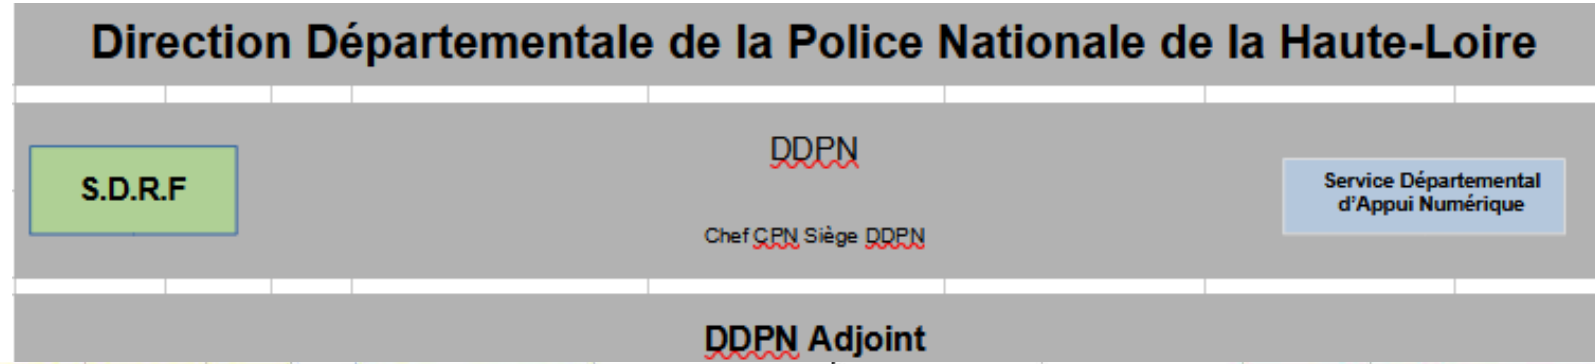 Direction Départementale de la Police Nationale de la Haute-Loire
DDPN
S.D.R.F
Service Départemental
d'Appui Numérique
Chef CPN Siège DDPN
DDPN Adjoint